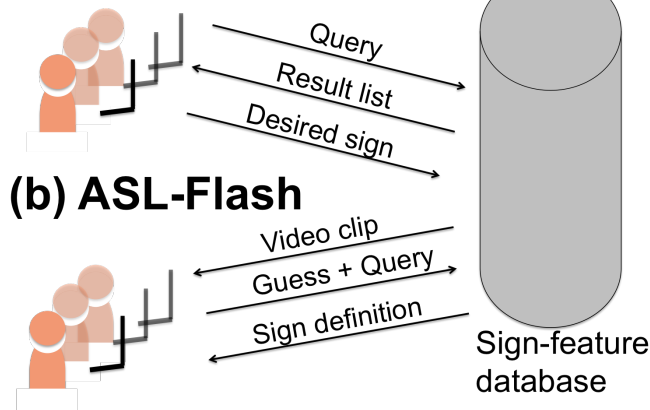 Query
Result list
Desired sign
(b) ASL-Flash
Video clip
Guess + Query
Sign definition
Sign-feature
database